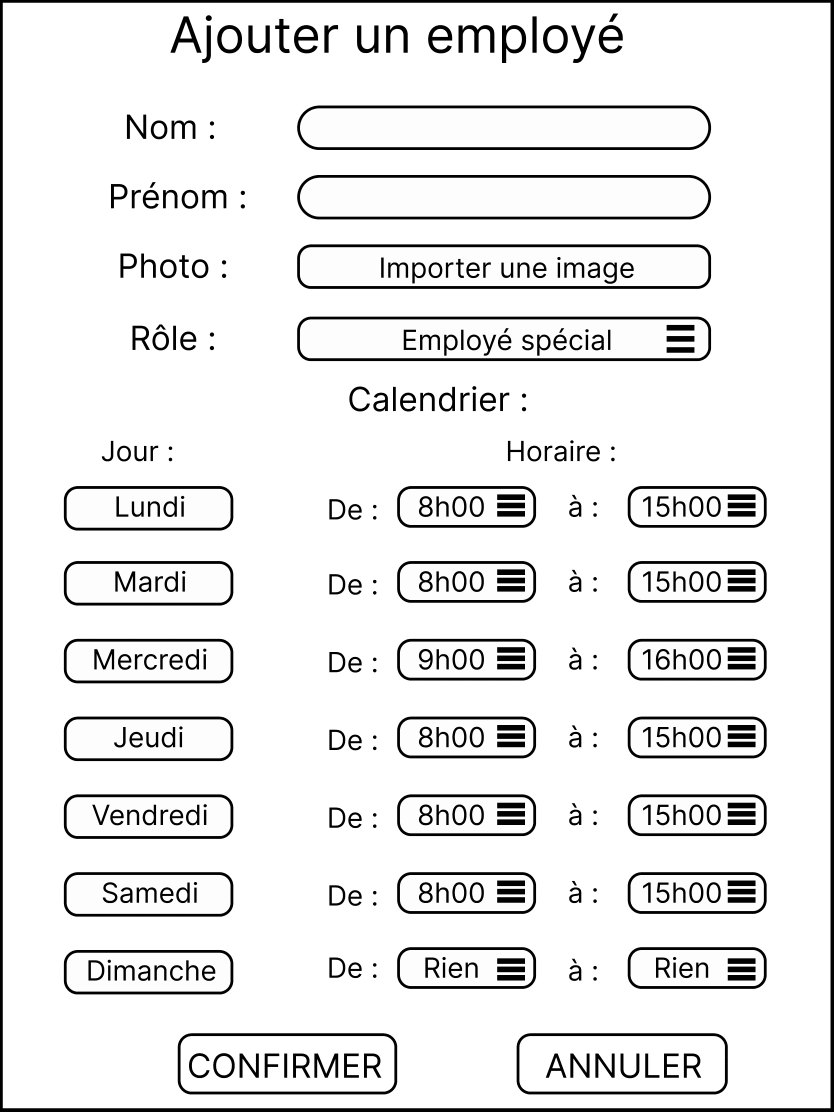 Ajouter un employé
Nom :
Prénom :
Photo : Importer une image
Rôle : Employé spécial
Calendrier :
Jour : Horaire :
Lundi De : 8h00 à : 15h00
Mardi De : 8h00 à : 15h00
Mercredi De : 9h00 à : 16h00
Jeudi De : 8h00 à : 15h00
Vendredi De : 8h00 à : 15h00
Samedi De : 8h00 à : 15h00
Dimanche De : Rien à : Rien
CONFIRMER ANNULER